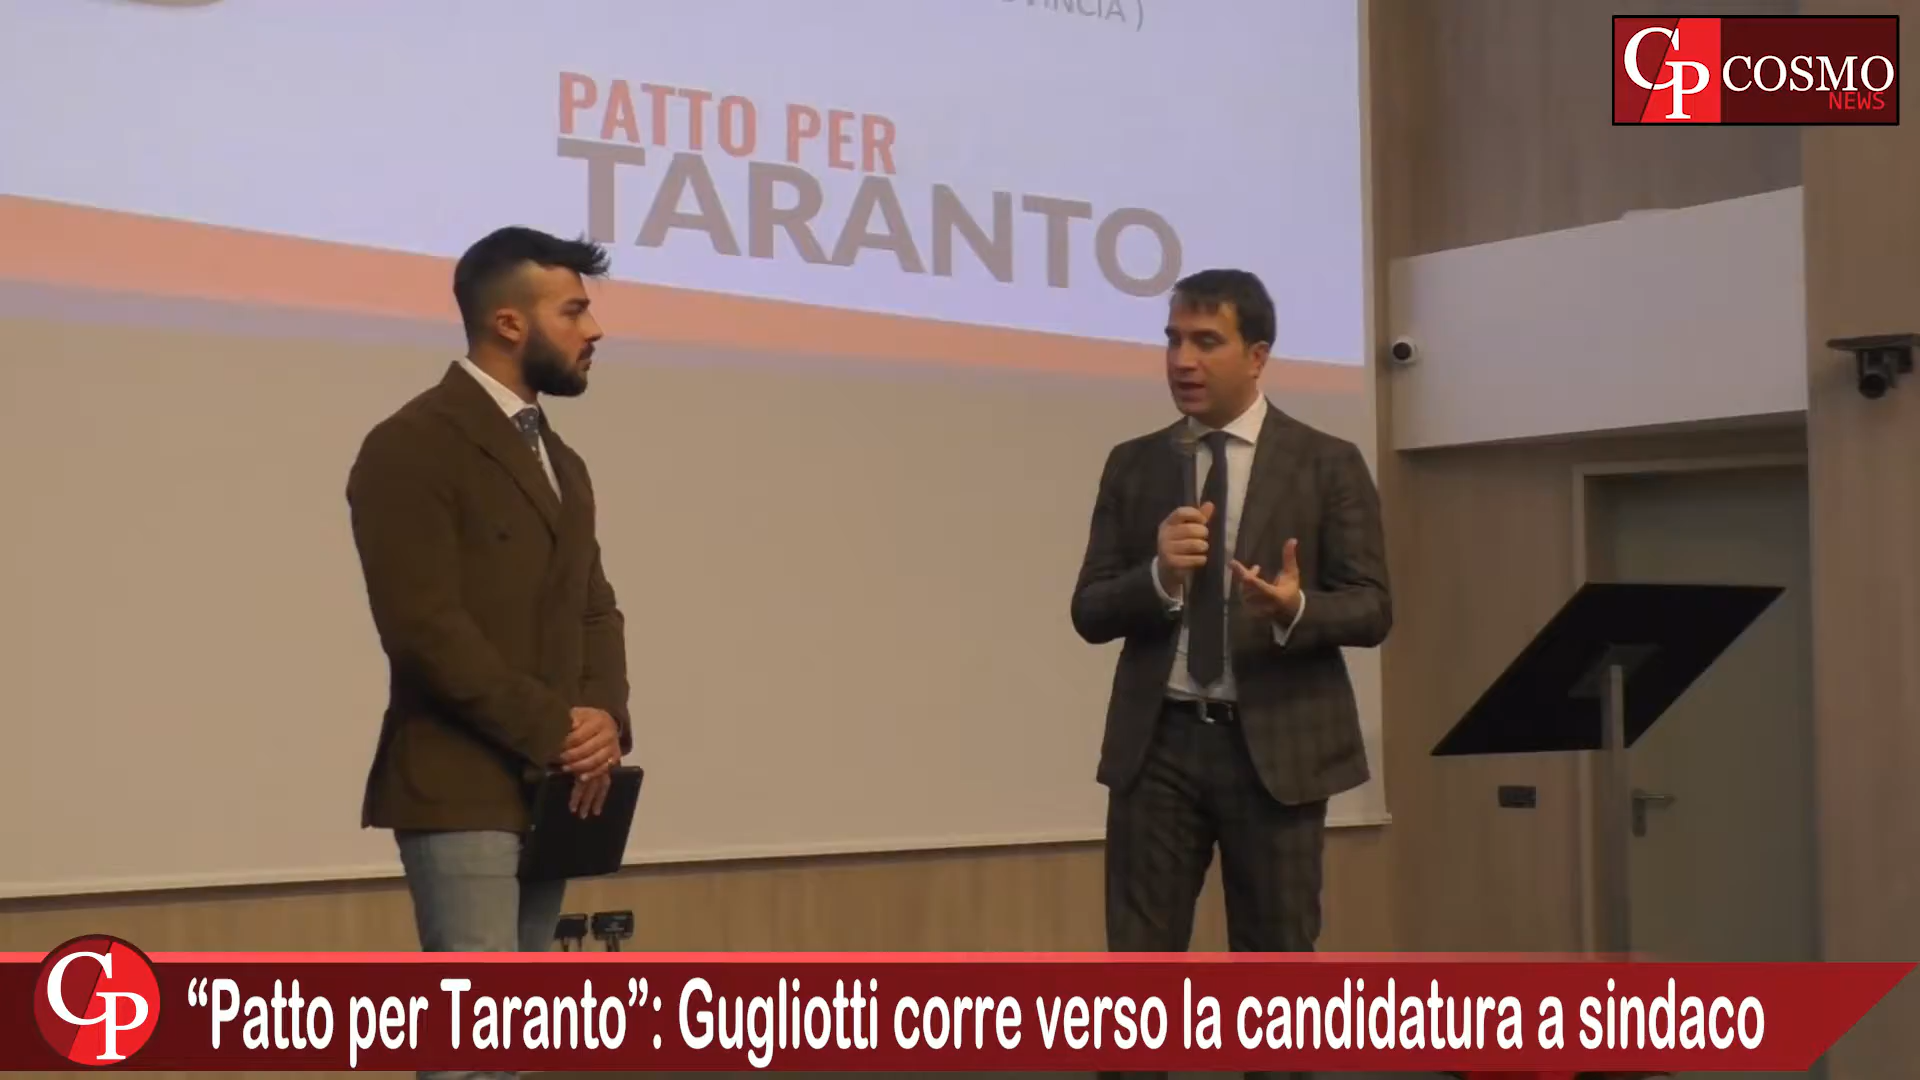 PATTO PER
TARANTO
CP COSMO
NEWS
CP
“Patto per Taranto”: Gugliotti corre verso la candidatura a sindaco